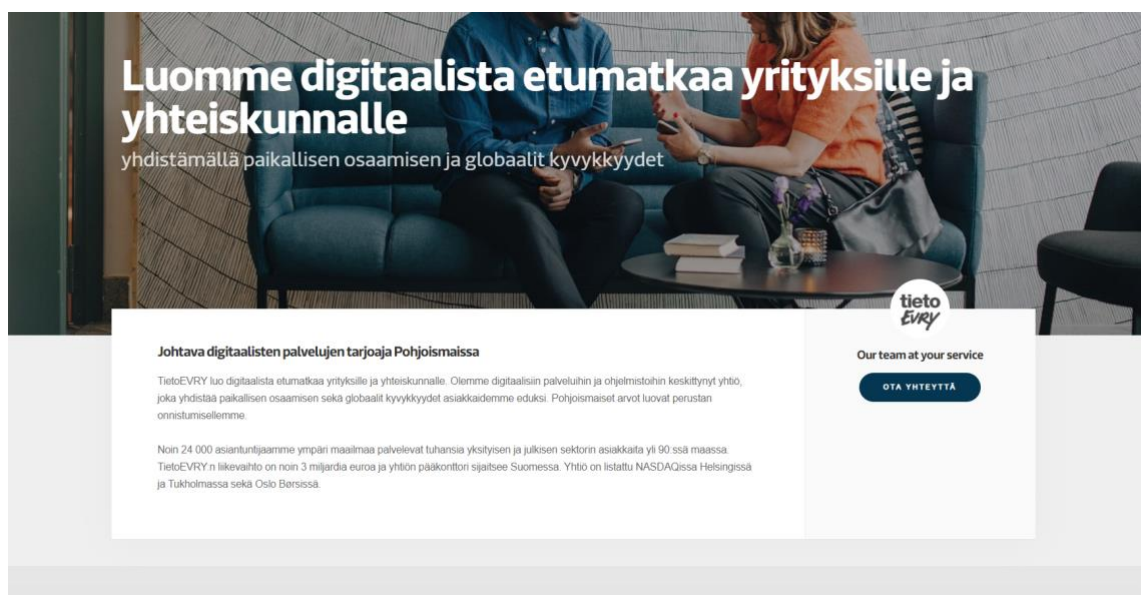 Luomme digitaalista etumatkaa yrityksille ja
yhteiskunnalle
yhdistämällä paikallisen osaamisen ja globaalit kyvykkyydet
tieto
EVRY
Johtava digitaalisten palvelujen tarjoaja Pohjoismaissa
TietoEVRY luo digitaalista etumatkaa yrityksille ja yhteiskunnalle. Olemme digitaalisiin palveluihin ja ohjelmistoihin keskittynyt yhtiö,
joka yhdistää paikallisen osaamisen sekä globaalit kyvykkyydet asiakkaidemme eduksi. Pohjoismaiset arvot luovat perustan
onnistumisellemme.
Noin 24 000 asiantuntijaamme ympäri maailmaa palvelevat tuhansia yksityisen ja julkisen sektorin asiakkaita yli 90:ssä maassa.
TietoEVRY:n liikevaihto on noin 3 miljardia euroa ja yhtiön pääkonttori sijaitsee Suomessa. Yhtiö on listattu NASDAQissa Helsingissä
ja Tukholmassa sekä Oslo Børsissä.
Our team at your service
OTA YHTEYTTÄ